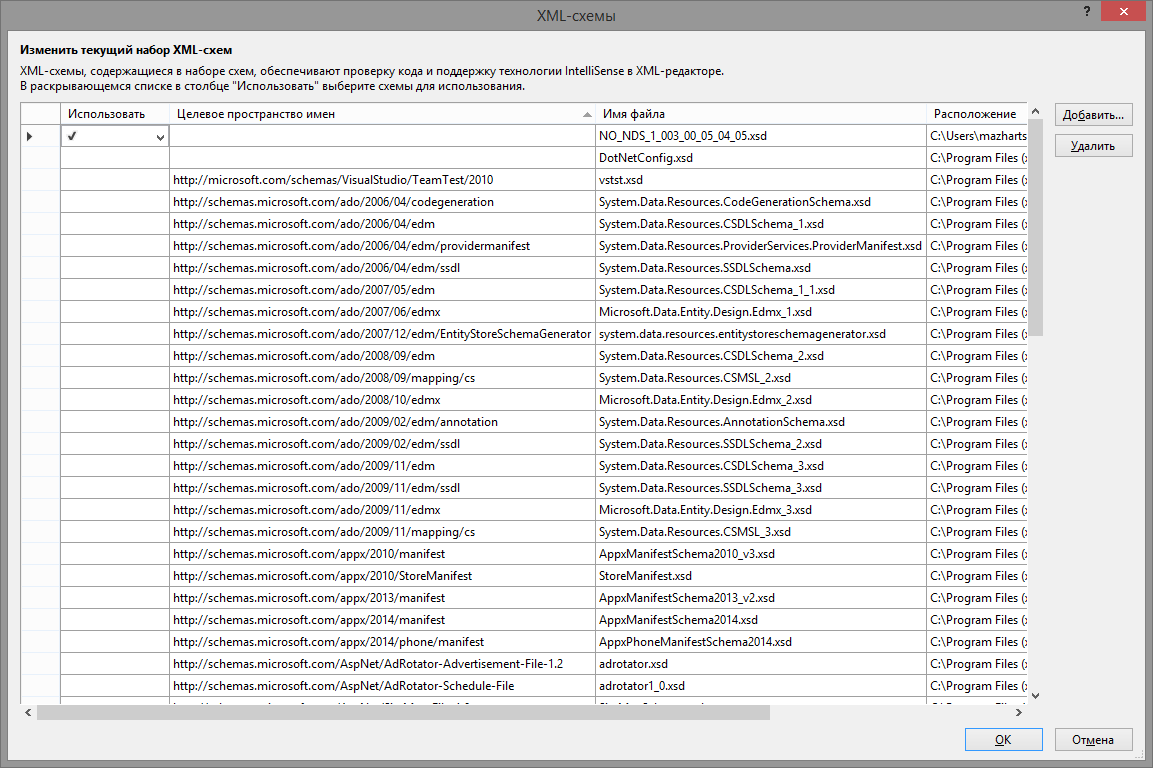 XML-схемы
?
Изменить текущий набор XML-схем
XML-схемы, содержащиеся в наборе схем, обеспечивают проверку кода и поддержку технологии IntelliSense в XML-редакторе.
В раскрывающемся списке в столбце "Использовать" выберите схемы для использования.
Использовать Целевое пространство имен Имя файла Расположение
Добавить...
Удалить
✓ NO_NDS_1_003_00_05_04_05.xsd C:\Users\mazharts
DotNetConfig.xsd C:\Program Files (x
http://microsoft.com/schemas/VisualStudio/TeamTest/2010 vstst.xsd C:\Program Files (x
http://schemas.microsoft.com/ado/2006/04/codegeneration System.Data.Resources.CodeGenerationSchema.xsd C:\Program Files (x
http://schemas.microsoft.com/ado/2006/04/edm System.Data.Resources.CSDLSchema_1.xsd C:\Program Files (x
http://schemas.microsoft.com/ado/2006/04/edm/providermanifest System.Data.Resources.ProviderServices.ProviderManifest.xsd C:\Program Files (x
http://schemas.microsoft.com/ado/2006/04/edm/ssdl System.Data.Resources.SSDLSchema.xsd C:\Program Files (x
http://schemas.microsoft.com/ado/2007/05/edm System.Data.Resources.CSDLSchema_1_1.xsd C:\Program Files (x
http://schemas.microsoft.com/ado/2007/06/edmx Microsoft.Data.Entity.Design.Edmx_1.xsd C:\Program Files (x
http://schemas.microsoft.com/ado/2007/12/edm/EntityStoreSchemaGenerator system.data.resources.entitystoreschemagenerator.xsd C:\Program Files (x
http://schemas.microsoft.com/ado/2008/09/edm System.Data.Resources.CSDLSchema_2.xsd C:\Program Files (x
http://schemas.microsoft.com/ado/2008/09/mapping/cs System.Data.Resources.CSMSL_2.xsd C:\Program Files (x
http://schemas.microsoft.com/ado/2008/10/edmx Microsoft.Data.Entity.Design.Edmx_2.xsd C:\Program Files (x
http://schemas.microsoft.com/ado/2009/02/edm/annotation System.Data.Resources.AnnotationSchema.xsd C:\Program Files (x
http://schemas.microsoft.com/ado/2009/02/edm/ssdl System.Data.Resources.SSDLSchema_2.xsd C:\Program Files (x
http://schemas.microsoft.com/ado/2009/11/edm System.Data.Resources.CSDLSchema_3.xsd C:\Program Files (x
http://schemas.microsoft.com/ado/2009/11/edm/ssdl System.Data.Resources.SSDLSchema_3.xsd C:\Program Files (x
http://schemas.microsoft.com/ado/2009/11/edmx Microsoft.Data.Entity.Design.Edmx_3.xsd C:\Program Files (x
http://schemas.microsoft.com/ado/2009/11/mapping/cs System.Data.Resources.CSMSL_3.xsd C:\Program Files (x
http://schemas.microsoft.com/appx/2010/manifest AppxManifestSchema2010_v3.xsd C:\Program Files (x
http://schemas.microsoft.com/appx/2010/StoreManifest StoreManifest.xsd C:\Program Files (x
http://schemas.microsoft.com/appx/2013/manifest AppxManifestSchema2013_v2.xsd C:\Program Files (x
http://schemas.microsoft.com/appx/2014/manifest AppxManifestSchema2014.xsd C:\Program Files (x
http://schemas.microsoft.com/appx/2014/phone/manifest AppxPhoneManifestSchema2014.xsd C:\Program Files (x
http://schemas.microsoft.com/AspNet/AdRotator-Advertisement-File-1.2 adrotator.xsd C:\Program Files (x
http://schemas.microsoft.com/AspNet/AdRotator-Schedule-File adrotator1_0.xsd C:\Program Files (x
OK
Отмена